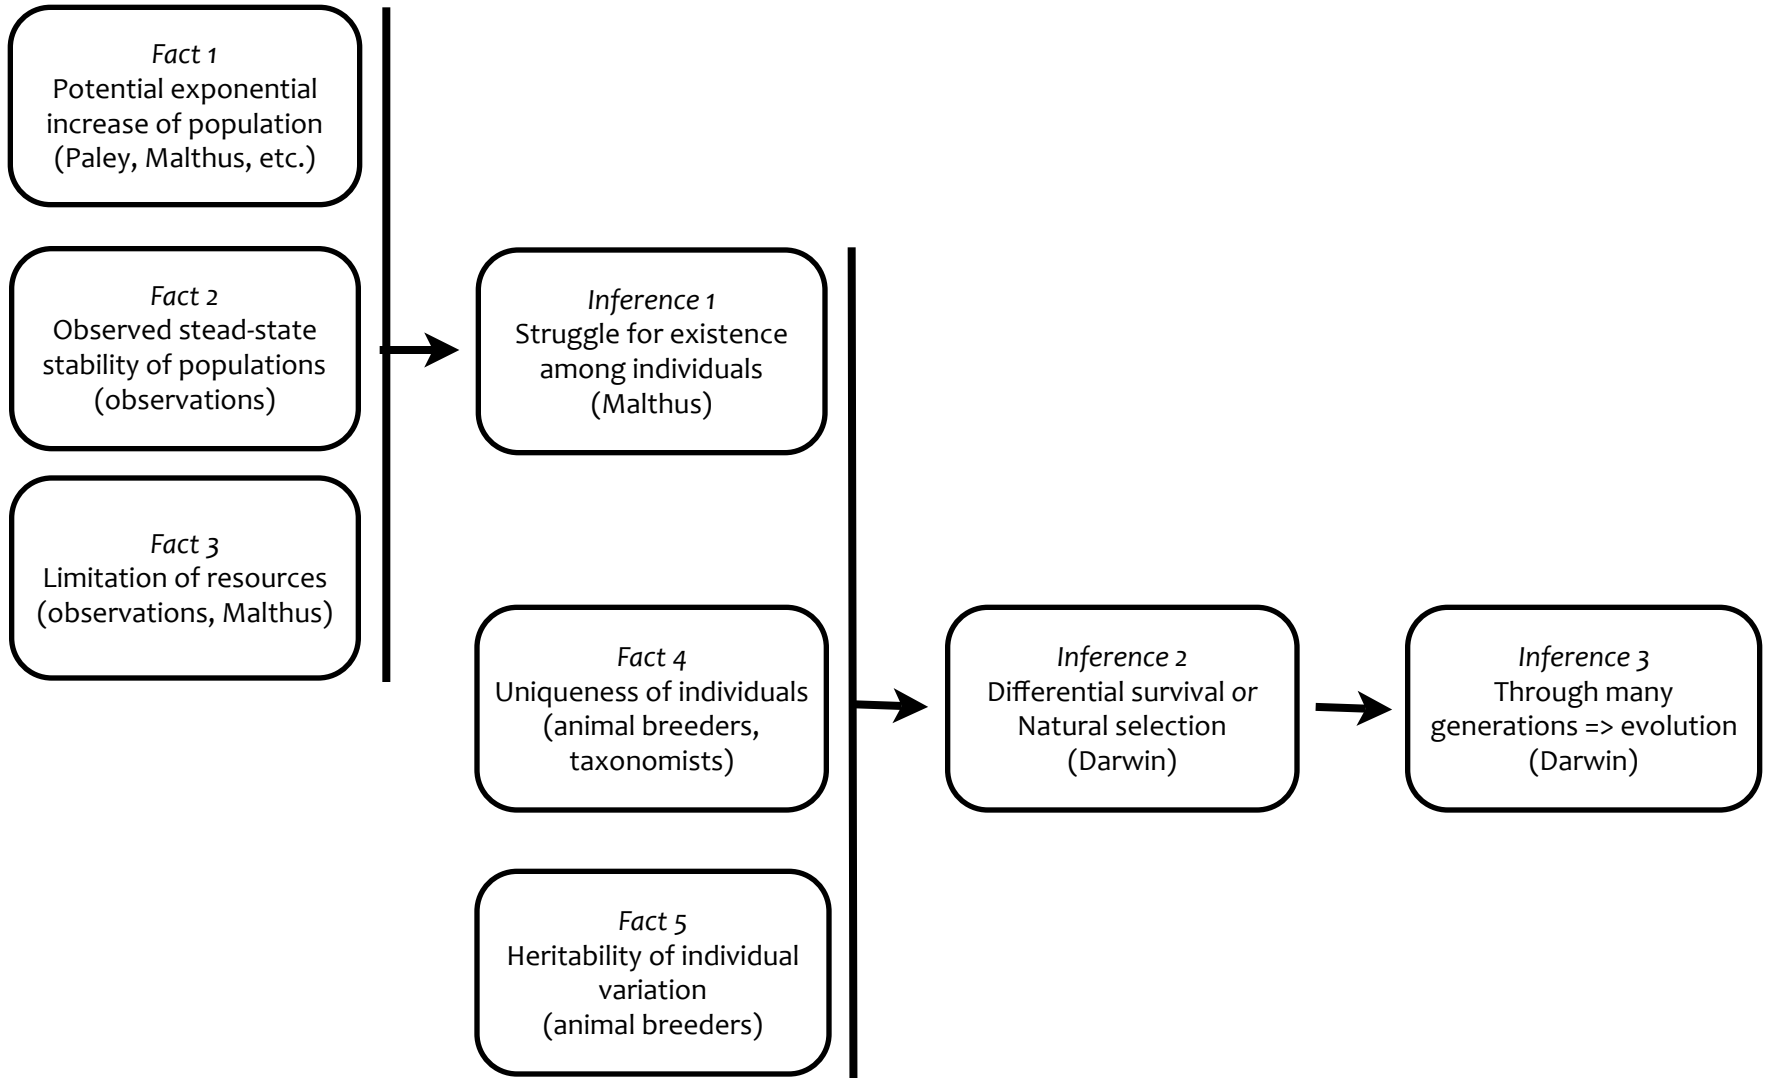 Fact 1
Potential exponential
increase of population
(Paley, Malthus, etc.)
Fact 2
Observed stead-state
stability of populations
(observations)
Fact 3
Limitation of resources
(observations, Malthus)
Inference 1
Struggle for existence
among individuals
(Malthus)
Fact 4
Uniqueness of individuals
(animal breeders,
taxonomists)
Fact 5
Heritability of individual
variation
(animal breeders)
Inference 2
Differential survival or
Natural selection
(Darwin)
Inference 3
Through many
generations => evolution
(Darwin)